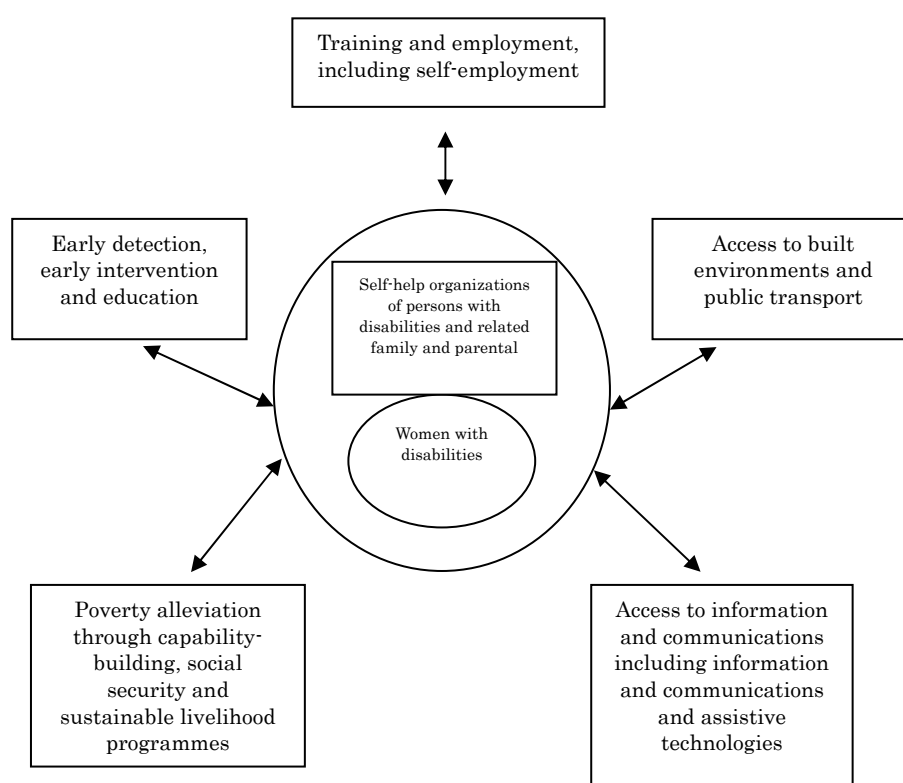 Training and employment,
including self-employment
Early detection,
early intervention
and education
Access to built
environments and
public transport
Self-help organizations
of persons with
disabilities and related
family and parental
Women with
disabilities
Poverty alleviation
through capability-
building, social
security and
sustainable livelihood
programmes
Access to information
and communications
including information
and communications
and assistive
technologies